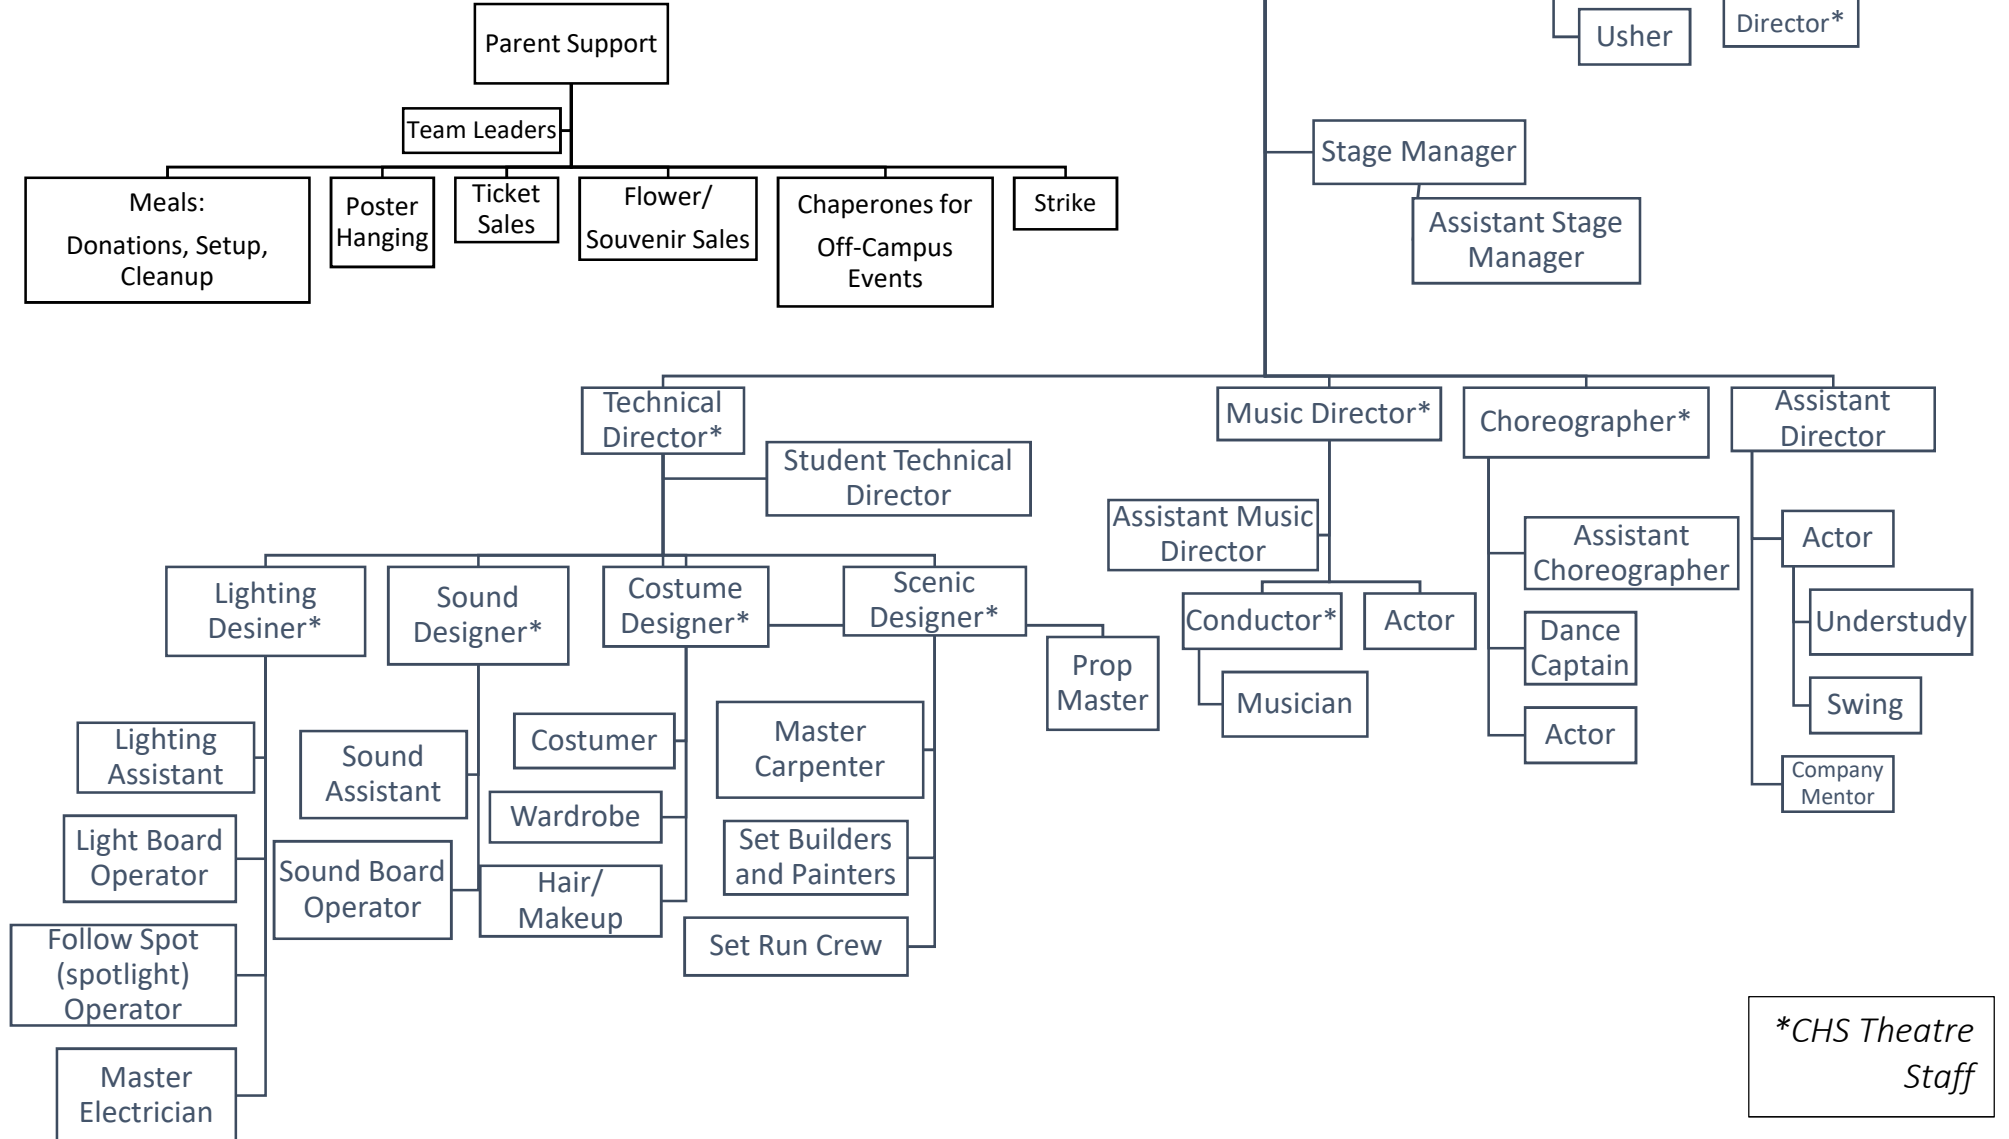 Parent Support
Usher
Director*
Team Leaders
Meals:
Donations, Setup,
Cleanup
Poster
Hanging
Ticket
Sales
Flower/
Souvenir Sales
Chaperones for
Off-Campus
Events
Strike
Stage Manager
Assistant Stage
Manager
Technical
Director*
Student Technical
Director
Music Director*
Choreographer*
Assistant
Director
Lighting
Desiner*
Sound
Designer*
Costume
Designer*
Scenic
Designer*
Prop
Master
Assistant Music
Director
Conductor*
Actor
Musician
Assistant
Choreographer
Dance
Captain
Actor
Actor
Understudy
Swing
Company
Mentor
Lighting
Assistant
Light Board
Operator
Follow Spot
(spotlight)
Operator
Master
Electrician
Sound
Assistant
Sound Board
Operator
Costumer
Wardrobe
Hair/
Makeup
Master
Carpenter
Set Builders
and Painters
Set Run Crew
*CHS Theatre
Staff